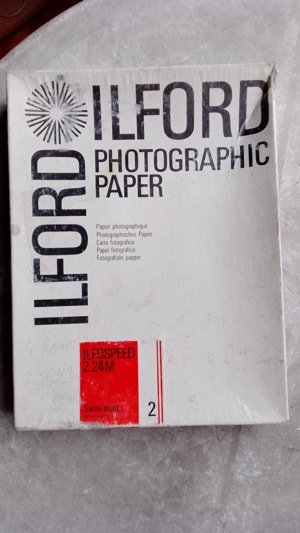 ILFORD
ILFORD
PHOTOGRAPHIC
PAPER
Papier photographique
Photographisches Papier
Carta fotografica
Papel fotográfico
Fotografiskt papper
ILFOSPEED
2.24M
Semi-matt
2